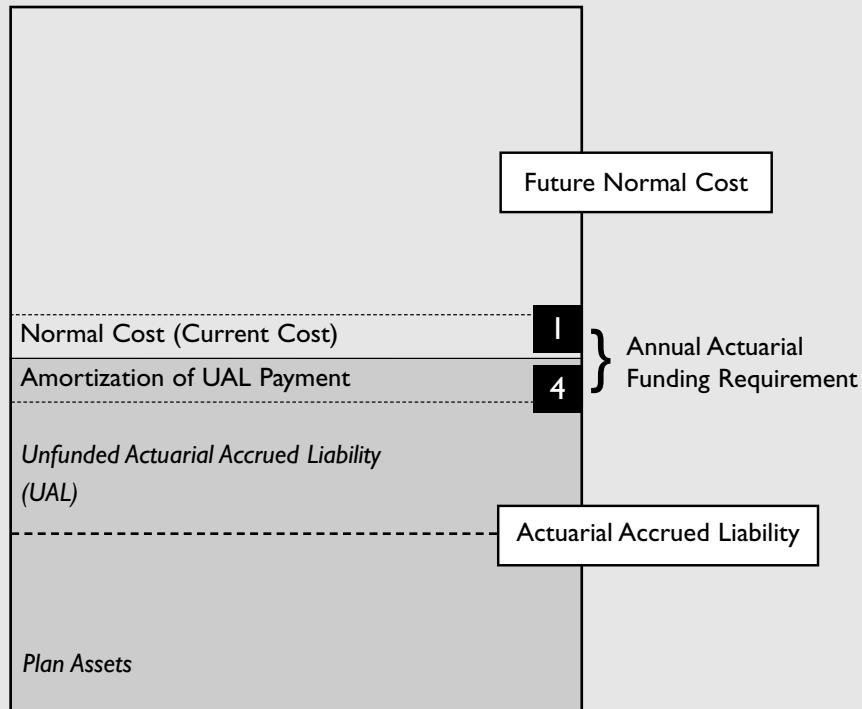 Future Normal Cost
Normal Cost (Current Cost)
1
Amortization of UAL Payment
4
}
Annual Actuarial
Funding Requirement
Unfunded Actuarial Accrued Liability
(UAL)
Actuarial Accrued Liability
Plan Assets